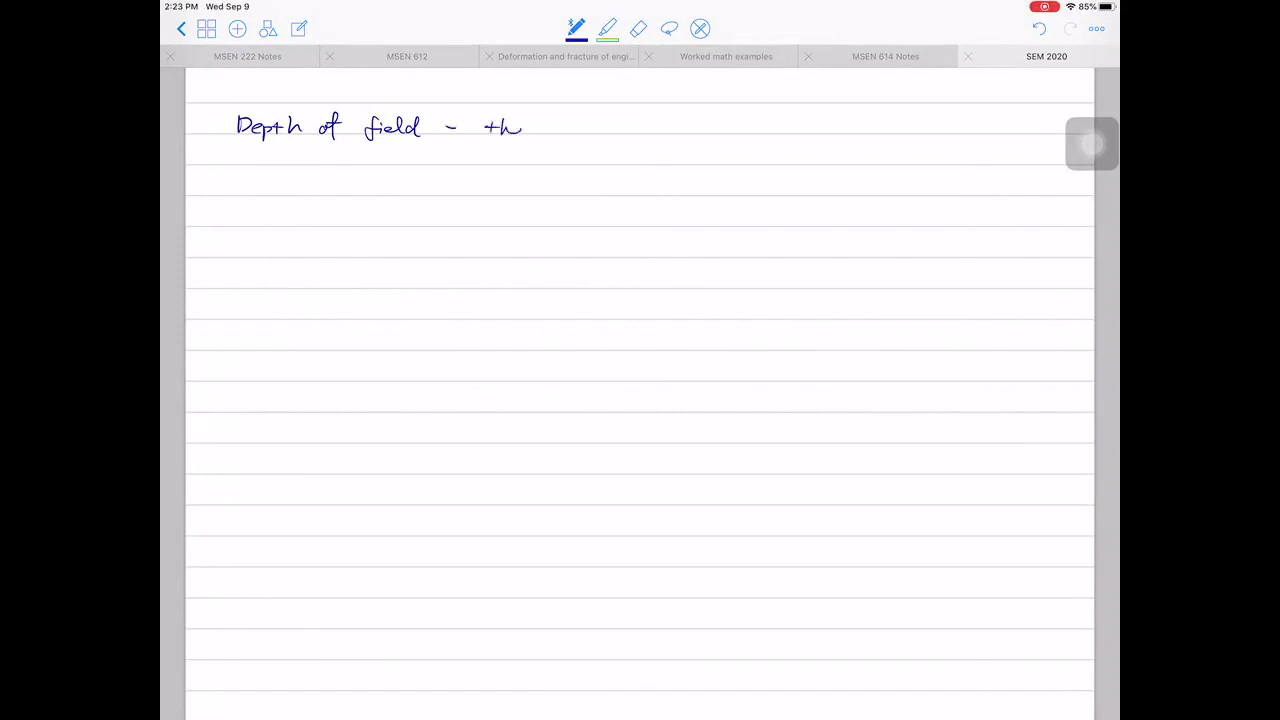 2:23 PM Wed Sep 9 85%
MSEN 222 Notes MSEN 612 Deformation and fracture of engi... Worked math examples MSEN 614 Notes SEM 2020
Depth of field - th